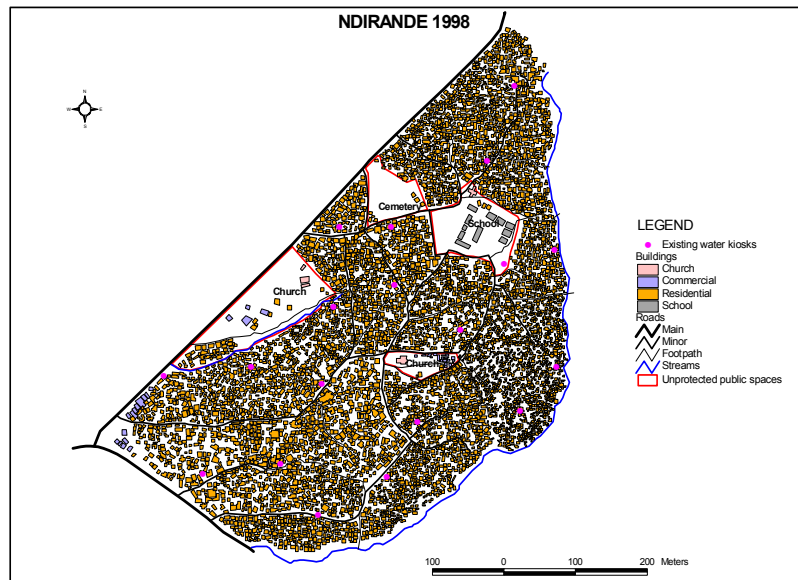 NDIRANDE 1998
N
W
E
S
Cemetery
School
Church
Church
LEGEND
Existing water kiosks
Buildings
Church
Commercial
Residential
School
Roads
Main
Minor
Footpath
Streams
Unprotected public spaces
100 0 100 200 Meters